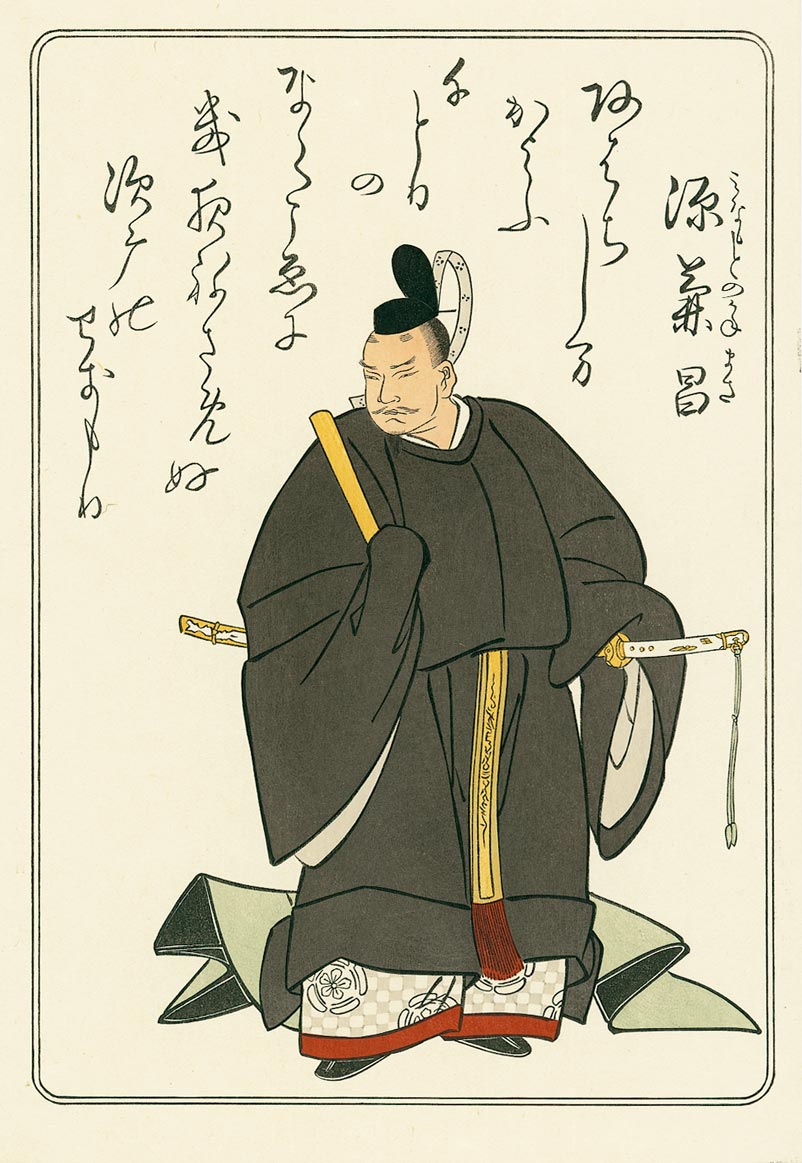 源兼昌
みなもとのかねまさ
あはちしま
かよふ
千とり
の
なくこゑに
幾夜ねさめぬ
須广の
せきもり